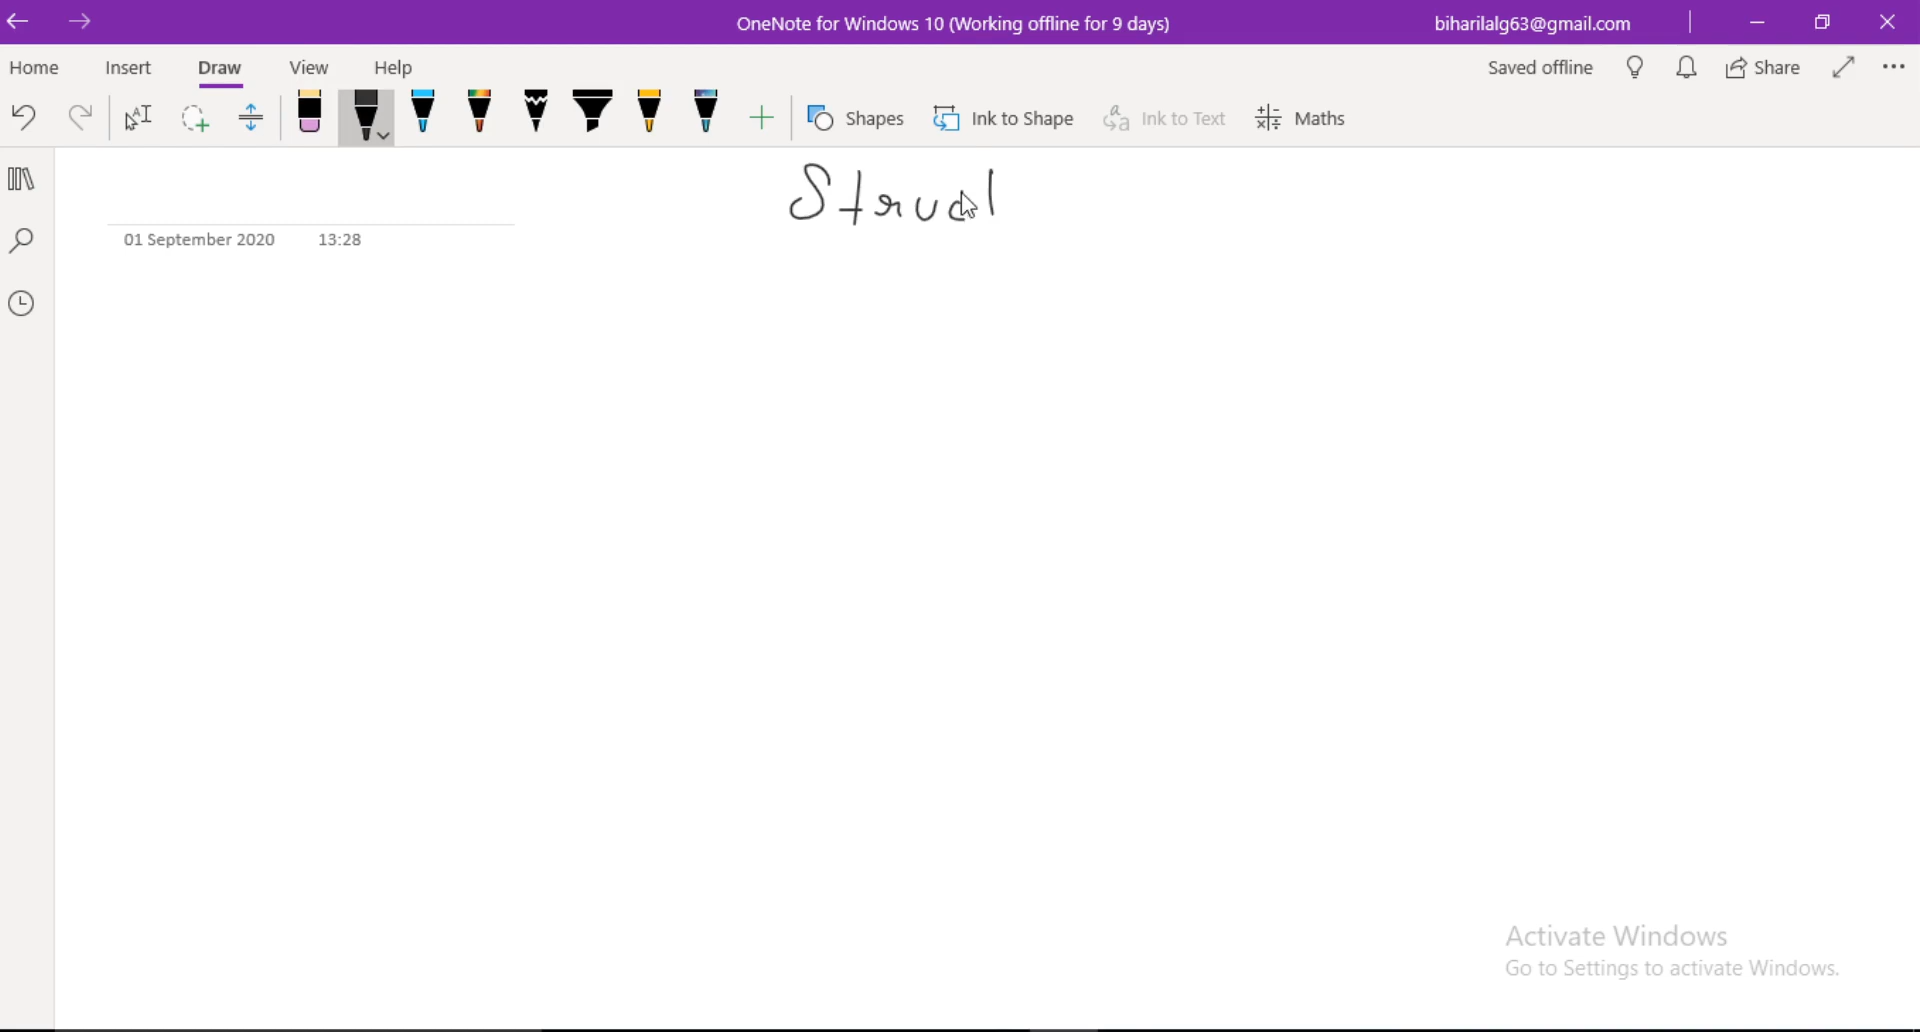 OneNote for Windows 10 (Working offline for 9 days)
biharilalg63@gmail.com
Home Insert Draw View Help
Saved offline
Share
Shapes
Ink to Shape
Ink to Text
Maths
01 September 2020 13:28
Activate Windows
Go to Settings to activate Windows.